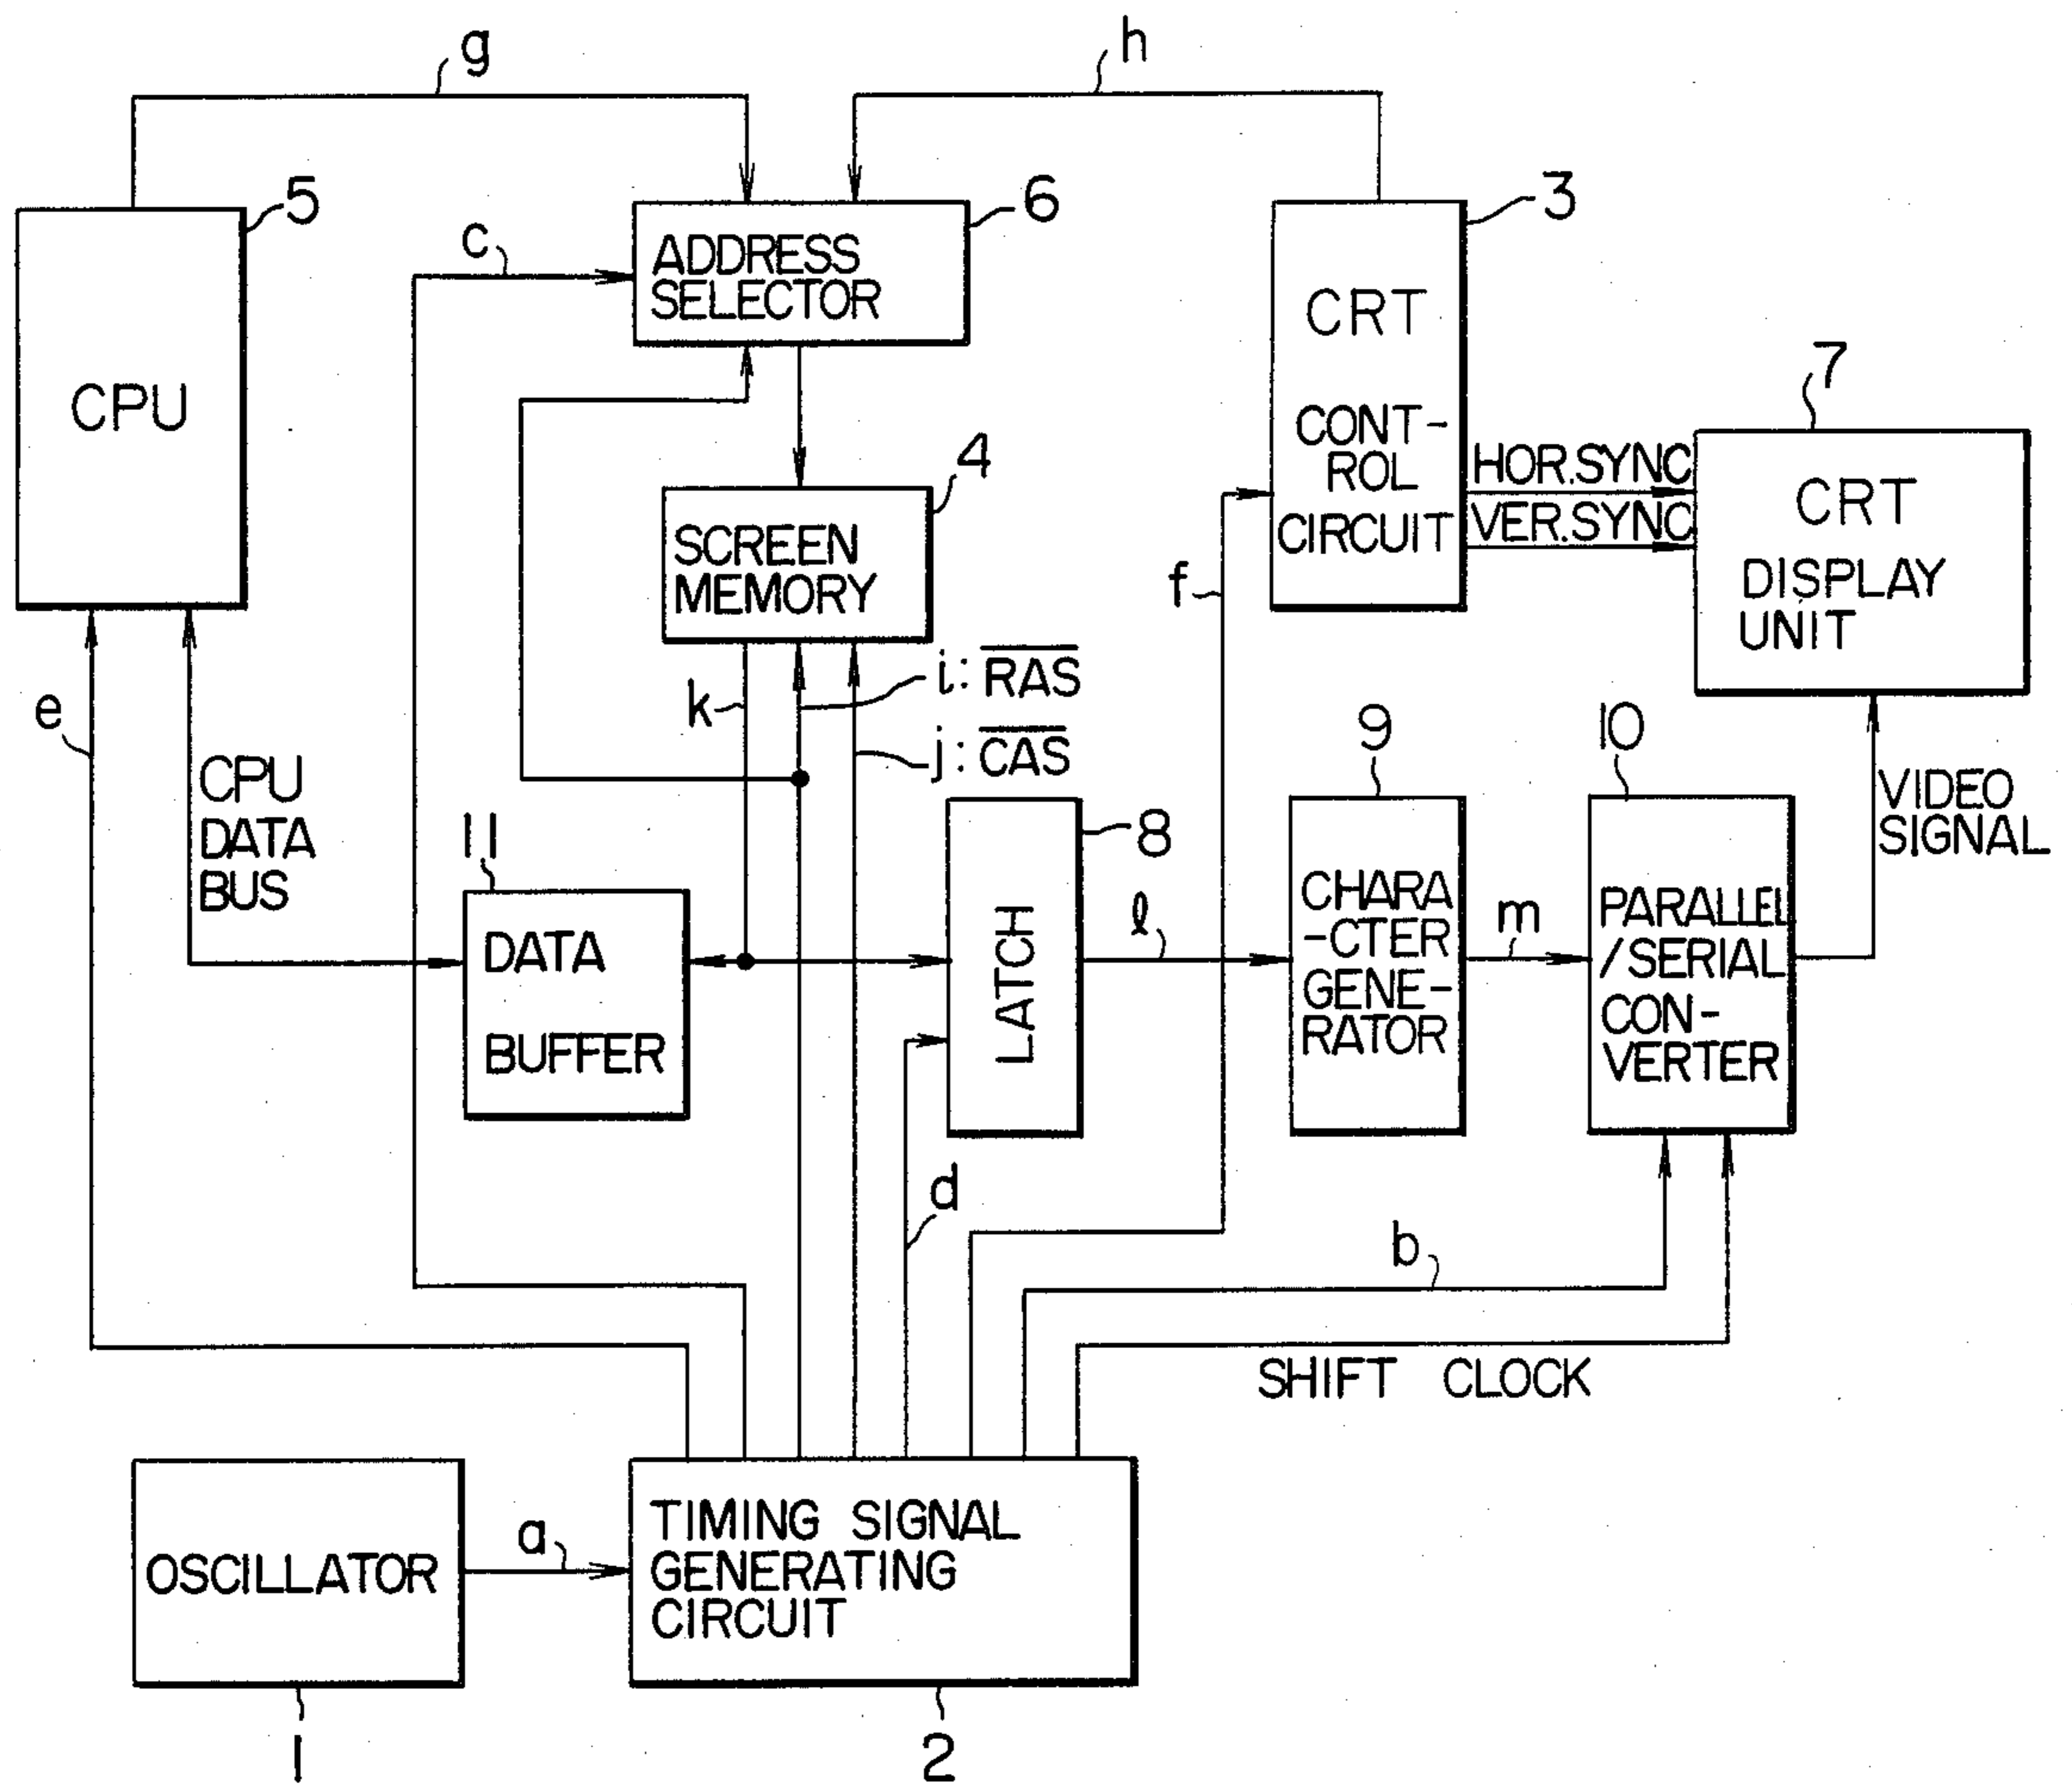 g
h
5
6
3
c
ADDRESS
SELECTOR
CRT
CONT-
ROL
CIRCUIT
CPU
7
HOR.SYNC
VER.SYNC
CRT
DISPLAY
UNIT
4
SCREEN
MEMORY
f
e
k
i: RAS
j: CAS
9
10
CPU
DATA
BUS
VIDEO
SIGNAL
11
8
DATA
BUFFER
LATCH
ℓ
CHARA
-CTER
GENE-
RATOR
m
PARALLEL
/SERIAL
CON-
VERTER
d
b
SHIFT CLOCK
OSCILLATOR
a
TIMING SIGNAL
GENERATING
CIRCUIT
1
2